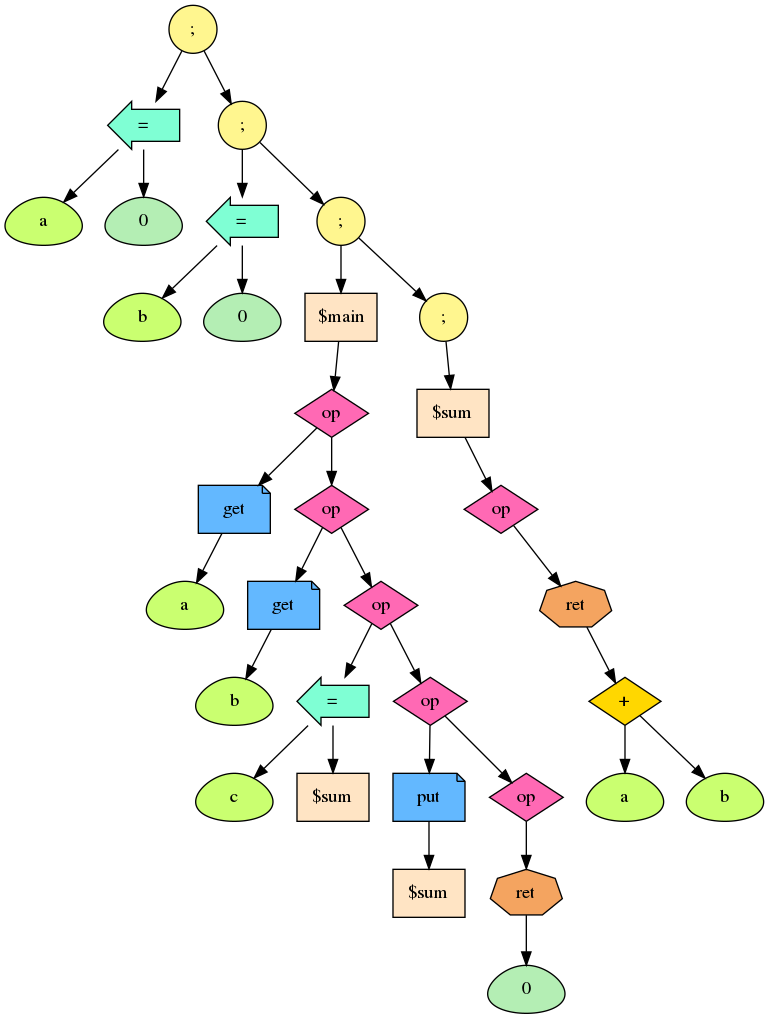 ;
= ;
a 0 = ;
b 0 $main ;
op $sum
get op op
a get op ret
b = op +
c $sum put op a b
$sum ret
0